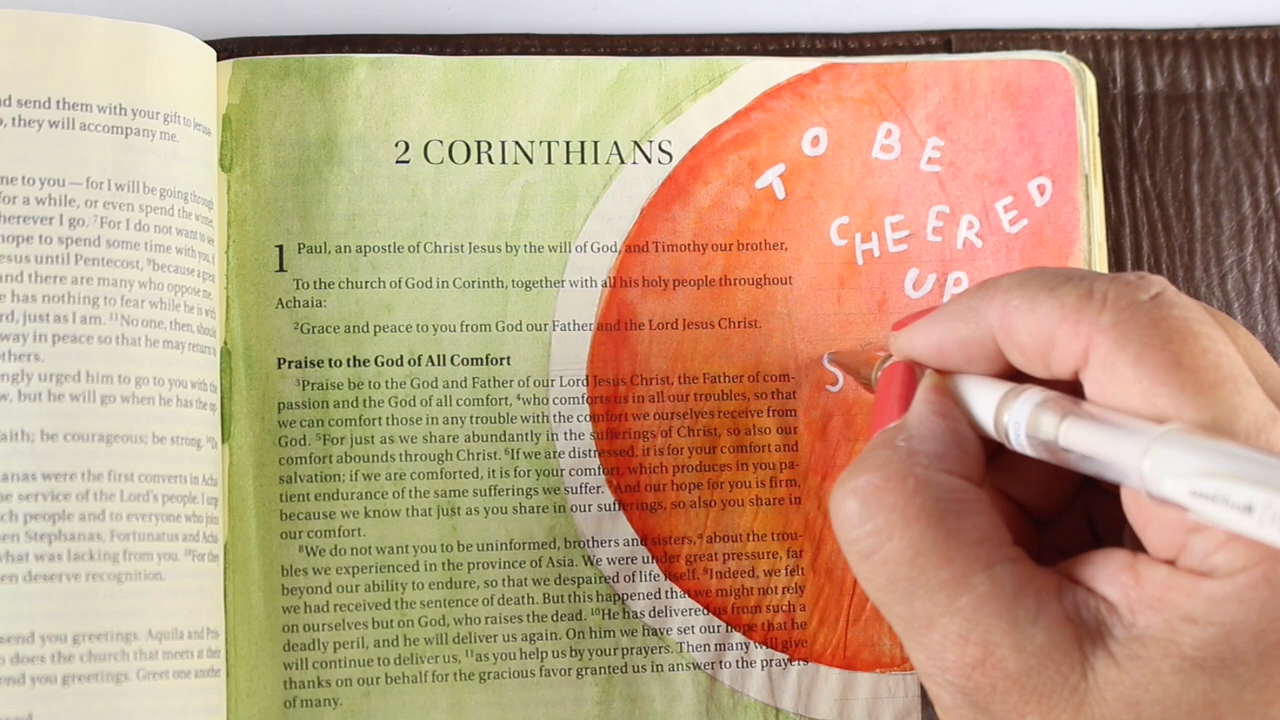 nd send them with your gift to Jerusa-
o, they will accompany me.
me to you — for I will be going through
for a while, or even spend the winter,
herever I go. ⁷For I do not want to see
hope to spend some time with you, if
esus until Pentecost, ⁹because a great
and there are many who oppose me.
e has nothing to fear while he is with
rd, just as I am. ¹¹No one, then, should
way in peace so that he may return to
thers.
ngly urged him to go to you with the
w, but he will go when he has the op
faith; be courageous; be strong. ¹⁴Do
anas were the first converts in Acha
he service of the Lord's people. I urge
ch people and to everyone who joins
en Stephanas, Fortunatus and Acha
what was lacking from you. ¹⁸For they
en deserve recognition.
send you greetings. Aquila and Pris-
o does the church that meets at their
end you greetings. Greet one another
2 CORINTHIANS
1 Paul, an apostle of Christ Jesus by the will of God, and Timothy our brother,
To the church of God in Corinth, together with all his holy people throughout
Achaia:
²Grace and peace to you from God our Father and the Lord Jesus Christ.
Praise to the God of All Comfort
³Praise be to the God and Father of our Lord Jesus Christ, the Father of com-
passion and the God of all comfort, ⁴who comforts us in all our troubles, so that
we can comfort those in any trouble with the comfort we ourselves receive from
God. ⁵For just as we share abundantly in the sufferings of Christ, so also our
comfort abounds through Christ. ⁶If we are distressed, it is for your comfort and
salvation; if we are comforted, it is for your comfort, which produces in you pa-
tient endurance of the same sufferings we suffer. ⁷And our hope for you is firm,
because we know that just as you share in our sufferings, so also you share in
our comfort.
⁸We do not want you to be uninformed, brothers and sisters,ᵃ about the trou-
bles we experienced in the province of Asia. We were under great pressure, far
beyond our ability to endure, so that we despaired of life itself. ⁹Indeed, we felt
we had received the sentence of death. But this happened that we might not rely
on ourselves but on God, who raises the dead. ¹⁰He has delivered us from such a
deadly peril, and he will deliver us again. On him we have set our hope that he
will continue to deliver us, ¹¹as you help us by your prayers. Then many will give
thanks on our behalf for the gracious favor granted us in answer to the prayers
of many.
TO BE
CHEERED
UP
S